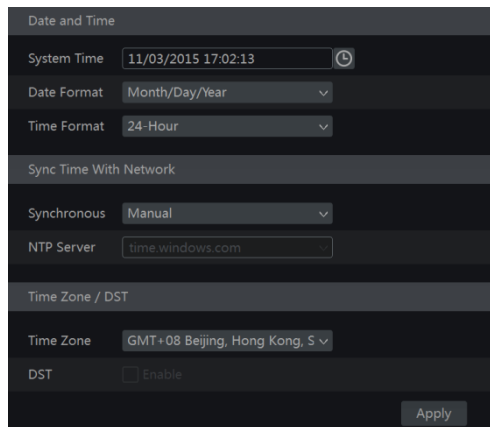 Date and Time
System Time 11/03/2015 17:02:13
Date Format Month/Day/Year
Time Format 24-Hour
Sync Time With Network
Synchronous Manual
NTP Server time.windows.com
Time Zone / DST
Time Zone GMT+08 Beijing, Hong Kong, S
DST Enable
Apply